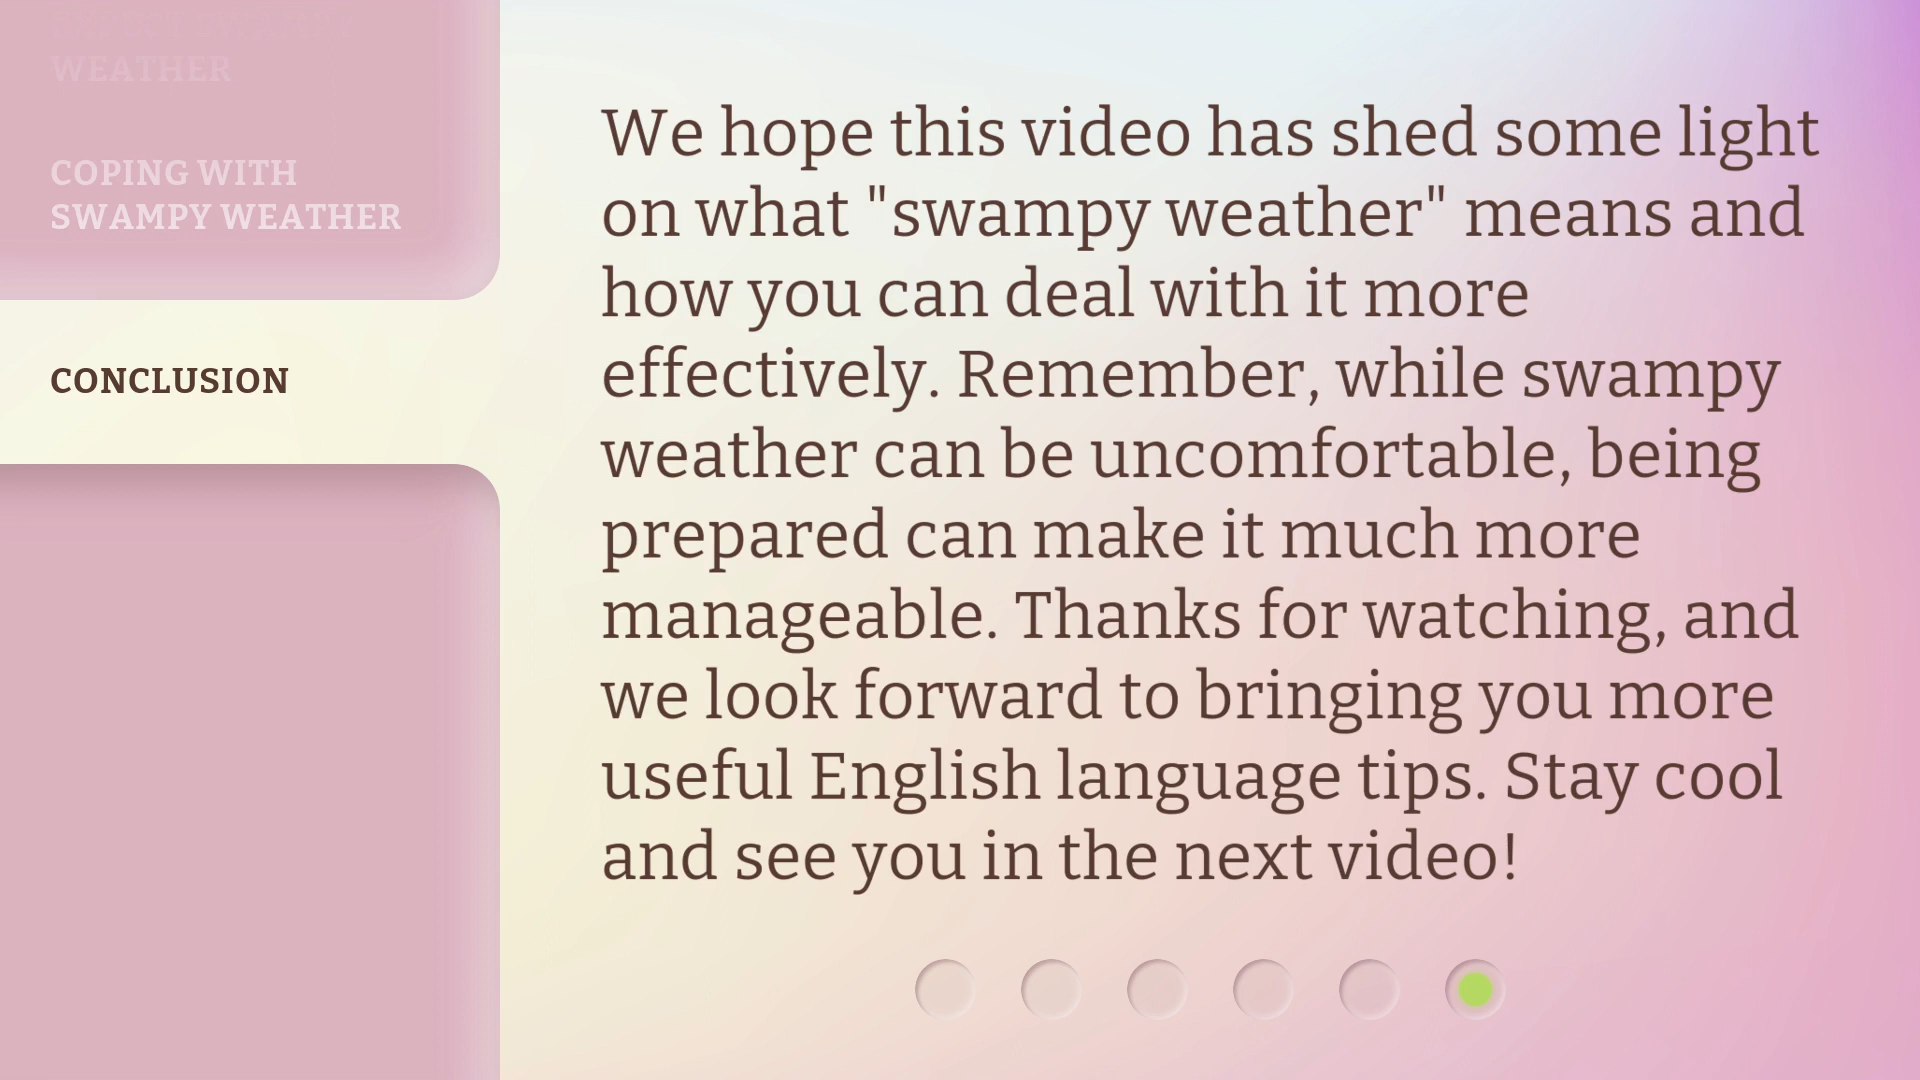 WEATHER
COPING WITH
SWAMPY WEATHER
CONCLUSION
We hope this video has shed some light
on what "swampy weather" means and
how you can deal with it more
effectively. Remember, while swampy
weather can be uncomfortable, being
prepared can make it much more
manageable. Thanks for watching, and
we look forward to bringing you more
useful English language tips. Stay cool
and see you in the next video!